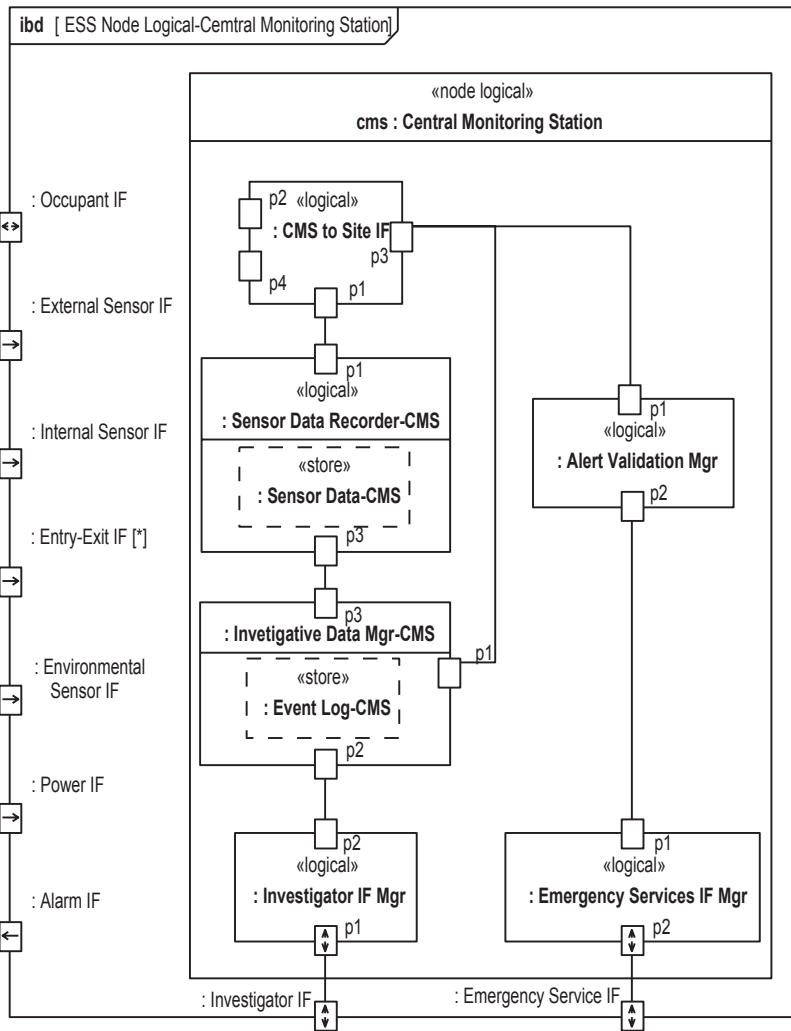 ibd [ ESS Node Logical-Cemtral Monitoring Station]
«node logical»
cms : Central Monitoring Station
: Occupant IF
: External Sensor IF
: Internal Sensor IF
: Entry-Exit IF [*]
: Environmental
Sensor IF
: Power IF
: Alarm IF
p2 «logical»
: CMS to Site IF
p3
p4
p1
p1
«logical»
: Sensor Data Recorder-CMS
«store»
: Sensor Data-CMS
p3
p3
: Invetigative Data Mgr-CMS
p1
«store»
: Event Log-CMS
p2
p2
«logical»
: Investigator IF Mgr
p1
p1
«logical»
: Alert Validation Mgr
p2
p1
«logical»
: Emergency Services IF Mgr
p2
: Investigator IF
: Emergency Service IF